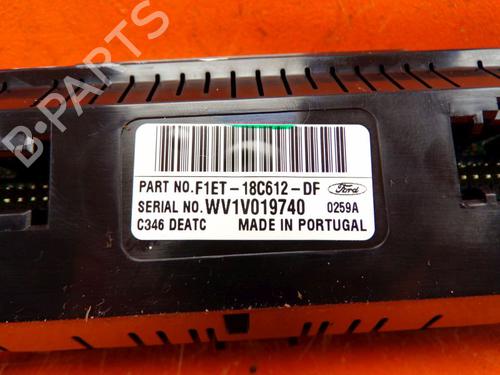 B-PARTS
PART NO. F1ET-18C612-DF Ford
SERIAL NO. WV1V019740 0259A
C346 DEATC MADE IN PORTUGAL